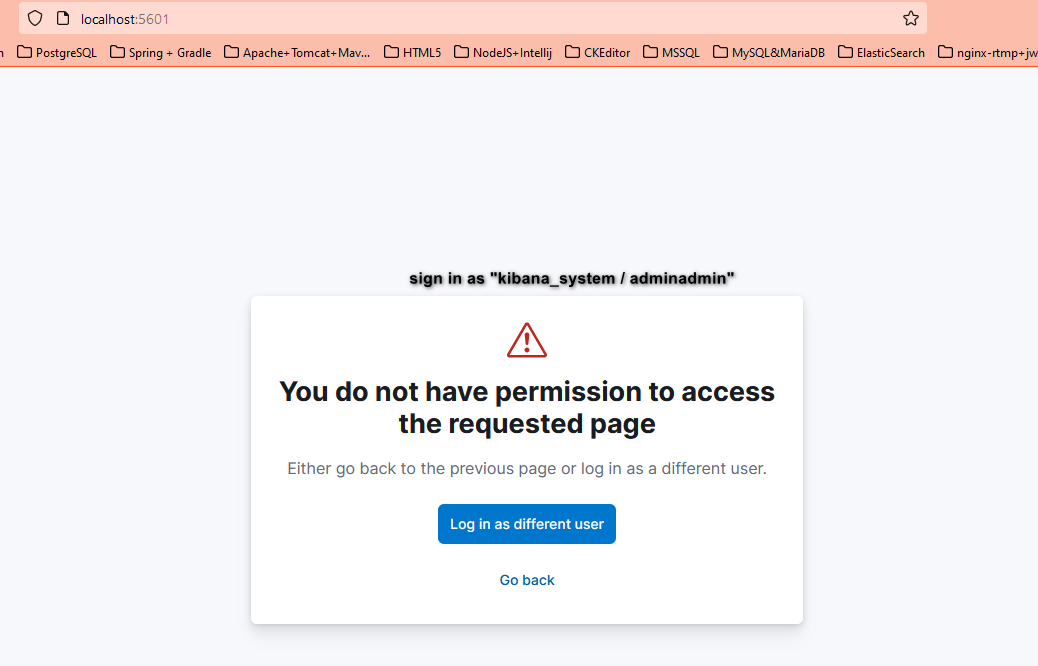 localhost:5601
PostgreSQL Spring + Gradle Apache+Tomcat+Mav... HTML5 NodeJS+Intellij CKEditor MSSQL MySQL&MariaDB ElasticSearch nginx-rtmp+jw
sign in as "kibana_system / adminadmin"
You do not have permission to access
the requested page
Either go back to the previous page or log in as a different user.
Log in as different user
Go back